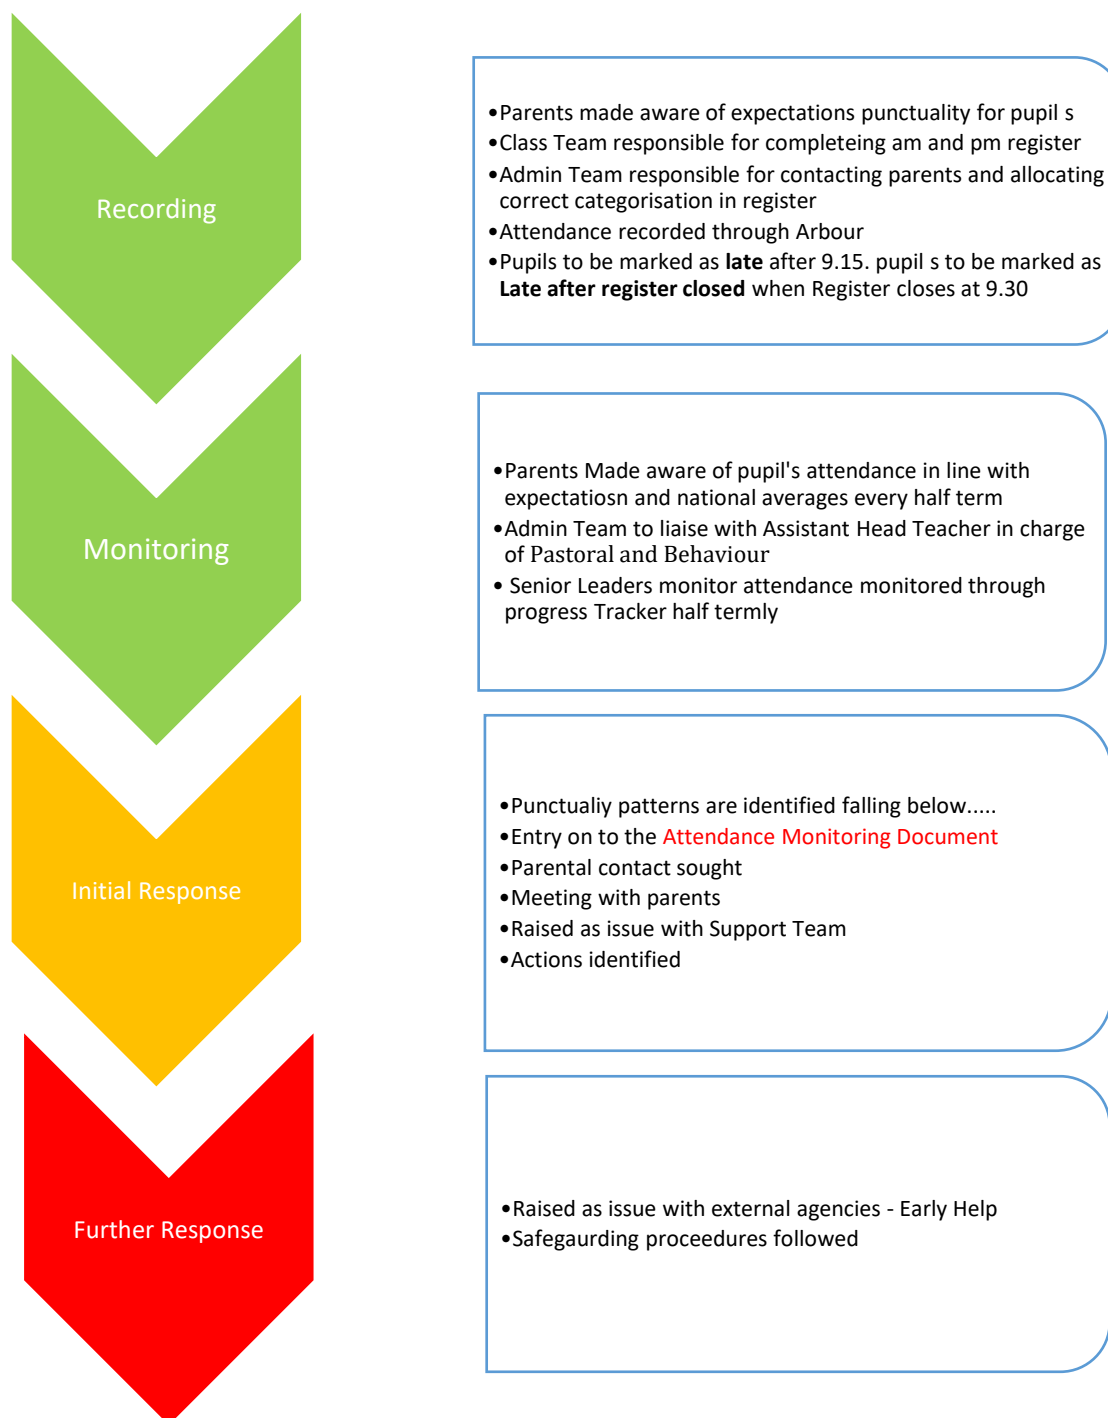 Recording
•Parents made aware of expectations punctuality for pupil s
•Class Team responsible for completeing am and pm register
•Admin Team responsible for contacting parents and allocating
correct categorisation in register
•Attendance recorded through Arbour
•Pupils to be marked as late after 9.15. pupil s to be marked as
Late after register closed when Register closes at 9.30
Monitoring
•Parents Made aware of pupil's attendance in line with
expectatiosn and national averages every half term
•Admin Team to liaise with Assistant Head Teacher in charge
of Pastoral and Behaviour
• Senior Leaders monitor attendance monitored through
progress Tracker half termly
Initial Response
•Punctualiy patterns are identified falling below.....
•Entry on to the Attendance Monitoring Document
•Parental contact sought
•Meeting with parents
•Raised as issue with Support Team
•Actions identified
Further Response
•Raised as issue with external agencies - Early Help
•Safegaurding proceedures followed